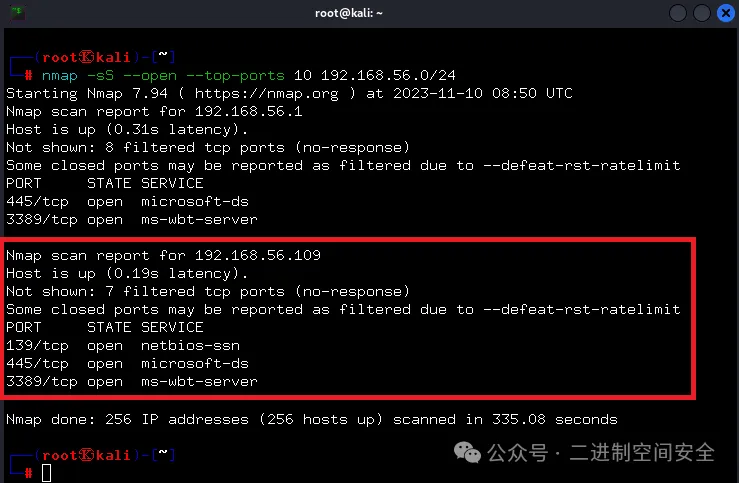 root@kali: ~
┌──(root㉿kali)-[~]
└─# nmap -sS --open --top-ports 10 192.168.56.0/24
Starting Nmap 7.94 ( https://nmap.org ) at 2023-11-10 08:50 UTC
Nmap scan report for 192.168.56.1
Host is up (0.31s latency).
Not shown: 8 filtered tcp ports (no-response)
Some closed ports may be reported as filtered due to --defeat-rst-ratelimit
PORT     STATE SERVICE
445/tcp  open  microsoft-ds
3389/tcp open  ms-wbt-server
Nmap scan report for 192.168.56.109
Host is up (0.19s latency).
Not shown: 7 filtered tcp ports (no-response)
Some closed ports may be reported as filtered due to --defeat-rst-ratelimit
PORT     STATE SERVICE
139/tcp  open  netbios-ssn
445/tcp  open  microsoft-ds
3389/tcp open  ms-wbt-server
Nmap done: 256 IP addresses (256 hosts up) scanned in 335.08 seconds
┌──(root㉿kali)-[~]
└─#
公众号 · 二进制空间安全